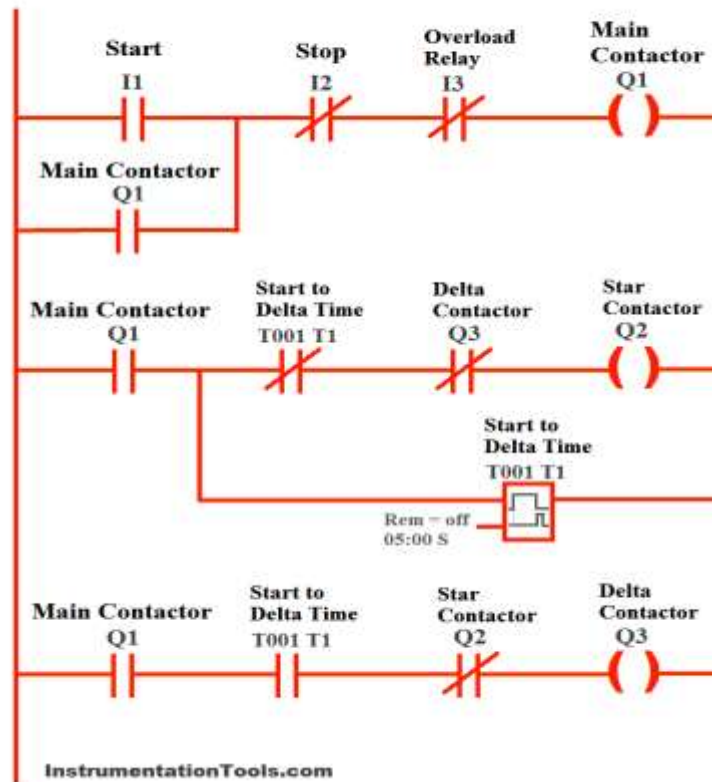 Start
I1
Stop
I2
Overload
Relay
I3
Main
Contactor
Q1
Main Contactor
Q1
Main Contactor
Q1
Start to
Delta Time
T001 T1
Delta
Contactor
Q3
Star
Contactor
Q2
Start to
Delta Time
T001 T1
Rem = off
05:00 S
Main Contactor
Q1
Start to
Delta Time
T001 T1
Star
Contactor
Q2
Delta
Contactor
Q3
InstrumentationTools.com